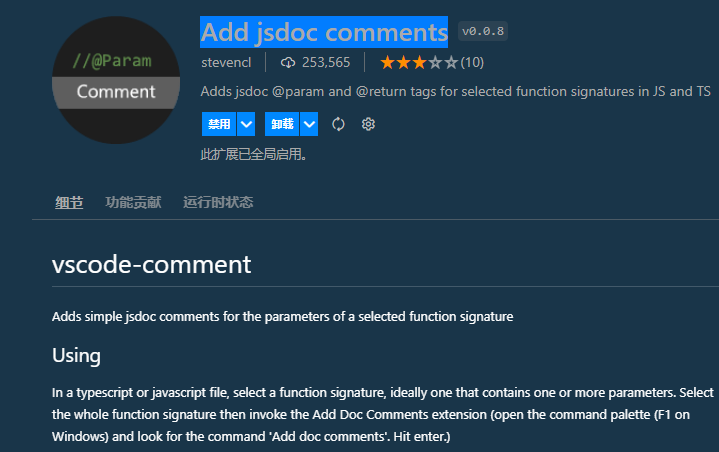 Add jsdoc comments v0.0.8
//@Param
Comment
stevencl 253,565 (10)
Adds jsdoc @param and @return tags for selected function signatures in JS and TS
禁用 卸载
此扩展已全局启用。
细节 功能贡献 运行时状态
vscode-comment
Adds simple jsdoc comments for the parameters of a selected function signature
Using
In a typescript or javascript file, select a function signature, ideally one that contains one or more parameters. Select
the whole function signature then invoke the Add Doc Comments extension (open the command palette (F1 on
Windows) and look for the command 'Add doc comments'. Hit enter.)